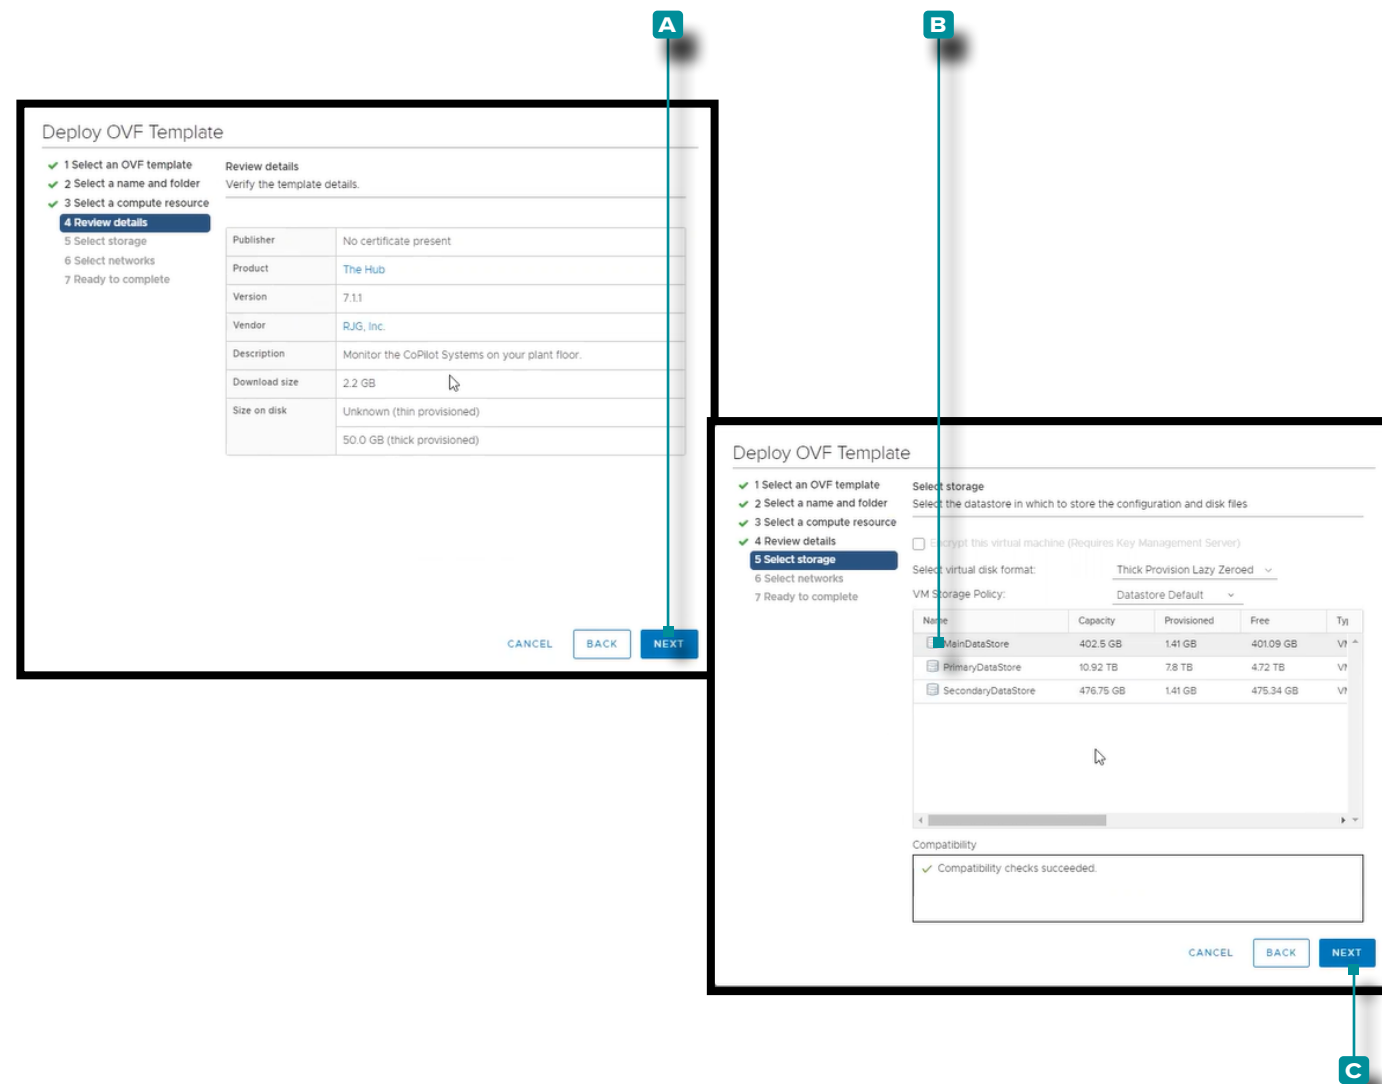 A
B
Deploy OVF Template
1 Select an OVF template
2 Select a name and folder
3 Select a compute resource
4 Review details
5 Select storage
6 Select networks
7 Ready to complete
Review details
Verify the template details.
Publisher No certificate present
Product The Hub
Version 7.1.1
Vendor RJG, Inc.
Description Monitor the CoPilot Systems on your plant floor.
Download size 2.2 GB
Size on disk Unknown (thin provisioned)
50.0 GB (thick provisioned)
CANCEL BACK NEXT
Deploy OVF Template
1 Select an OVF template
2 Select a name and folder
3 Select a compute resource
4 Review details
5 Select storage
6 Select networks
7 Ready to complete
Select storage
Select the datastore in which to store the configuration and disk files
Encrypt this virtual machine (Requires Key Management Server)
Select virtual disk format: Thick Provision Lazy Zeroed
VM Storage Policy: Datastore Default
Name Capacity Provisioned Free Typ
MainDataStore 402.5 GB 1.41 GB 401.09 GB VM
PrimaryDataStore 10.92 TB 7.8 TB 4.72 TB VM
SecondaryDataStore 476.75 GB 1.41 GB 475.34 GB VM
Compatibility
Compatibility checks succeeded.
CANCEL BACK NEXT
C